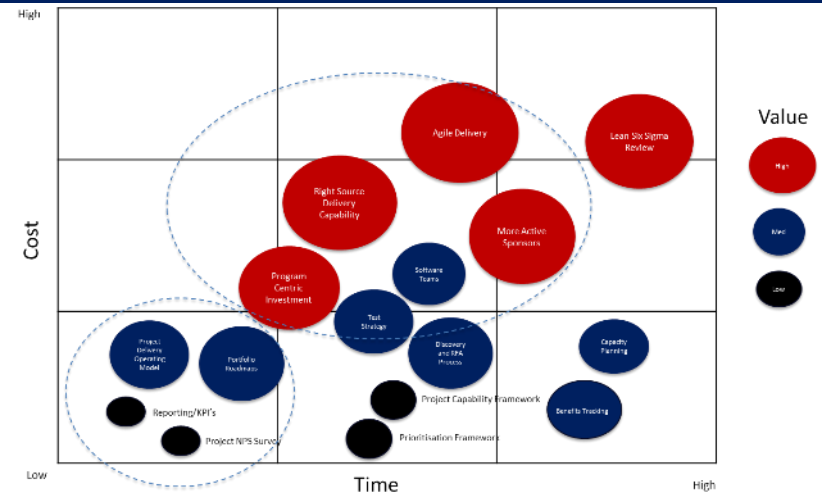 High
Agile Delivery
Lean Six Sigma
Review
Value
High
Right Source
Delivery
Capability
More Active
Sponsors
Med
Cost
Software
Teams
Program
Centric
Investment
Low
Test
Strategy
Project
Delivery
Operating
Model
Portfolio
Roadmaps
Discovery
and RFA
Process
Capacity
Planning
Project Capability Framework
Reporting/KPI's
Benefits Tracking
Project NPS Survey
Prioritisation Framework
Low
Time
High